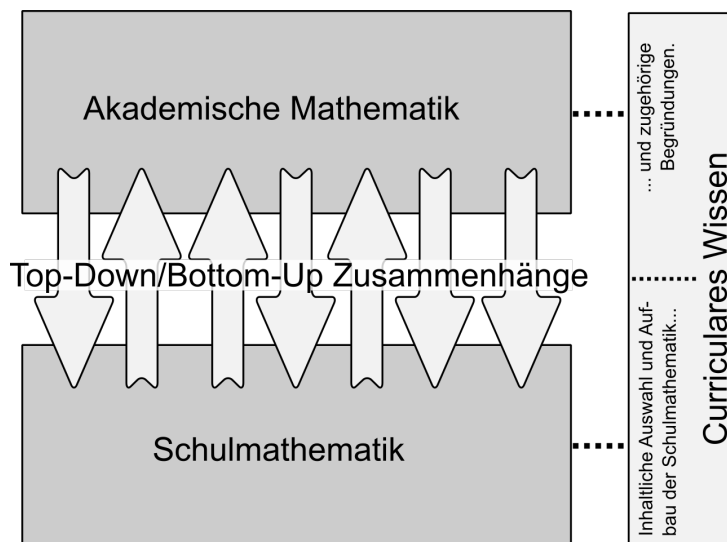 Akademische Mathematik
Top-Down/Bottom-Up Zusammenhänge
Schulmathematik
... und zugehörige
Begründungen.
Inhaltliche Auswahl und Auf-
bau der Schulmathematik...
Curriculares Wissen